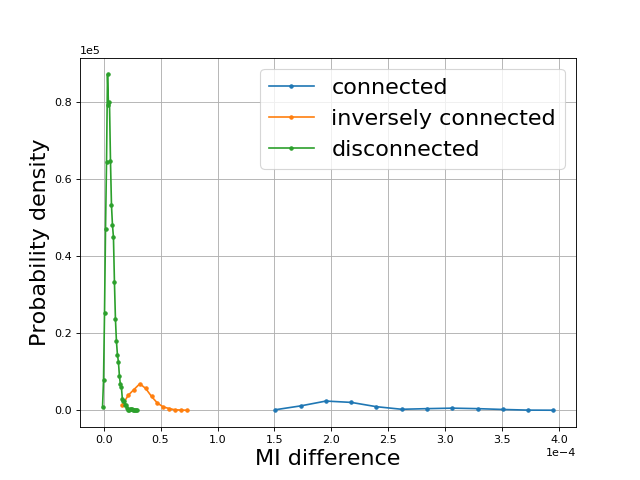 1e5
connected
inversely connected
disconnected
0.8
0.6
0.4
0.2
0.0
Probability density
0.0 0.5 1.0 1.5 2.0 2.5 3.0 3.5 4.0
1e−4
MI difference